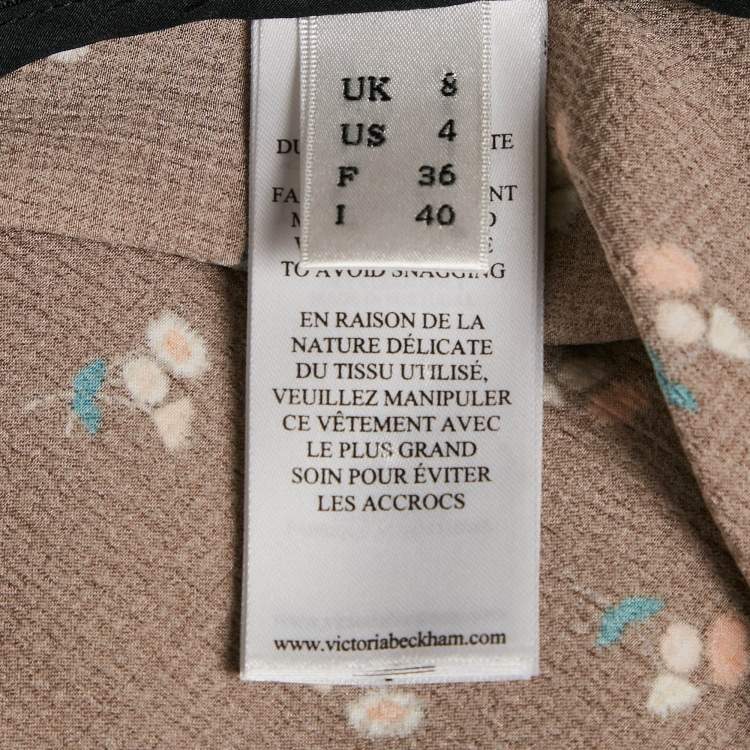 UK 8
US 4
F 36
I 40
TO AVOID SNAGGING
EN RAISON DE LA
NATURE DÉLICATE
DU TISSU UTILISÉ,
VEUILLEZ MANIPULER
CE VÊTEMENT AVEC
LE PLUS GRAND
SOIN POUR ÉVITER
LES ACCROCS
www.victoriabeckham.com